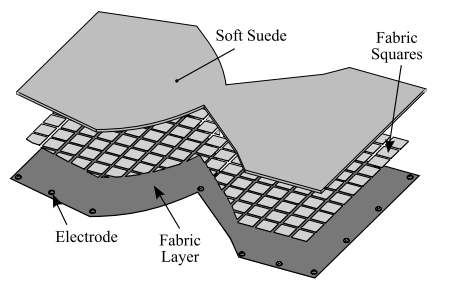 Soft Suede
Fabric
Squares
Electrode
Fabric
Layer